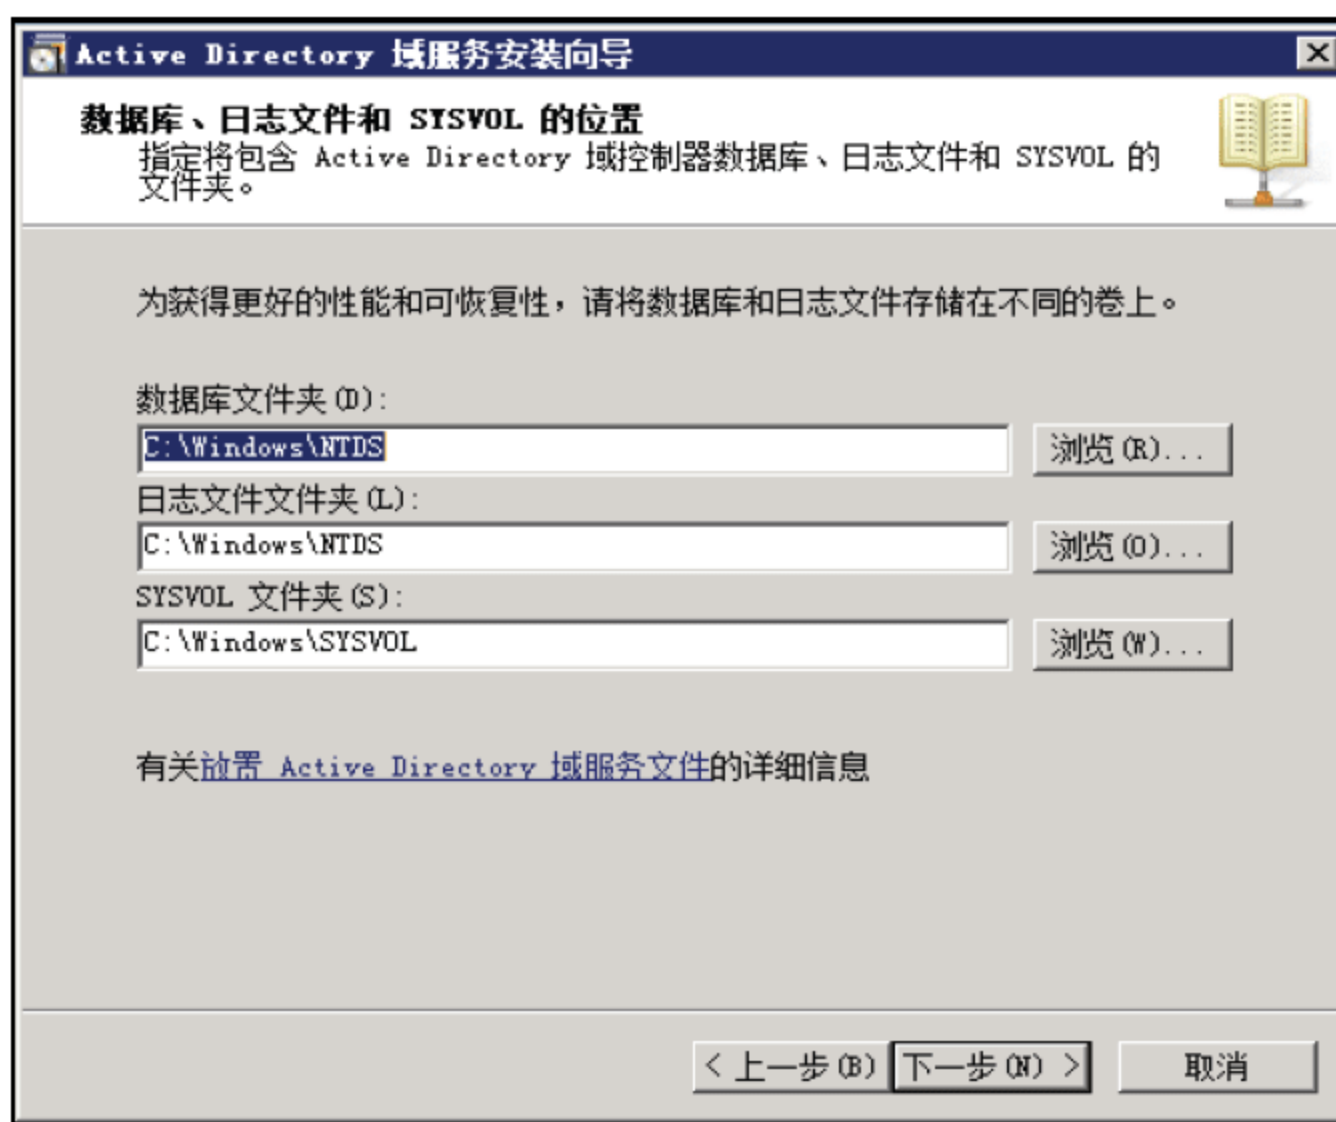 Active Directory 域服务安装向导
数据库、日志文件和 SYSVOL 的位置
指定将包含 Active Directory 域控制器数据库、日志文件和 SYSVOL 的
文件夹。
为获得更好的性能和可恢复性，请将数据库和日志文件存储在不同的卷上。
数据库文件夹(D):
C:\Windows\NTDS
浏览(R)...
日志文件文件夹(L):
C:\Windows\NTDS
浏览(O)...
SYSVOL 文件夹(S):
C:\Windows\SYSVOL
浏览(W)...
有关放置 Active Directory 域服务文件的详细信息
< 上一步(B)
下一步(N) >
取消